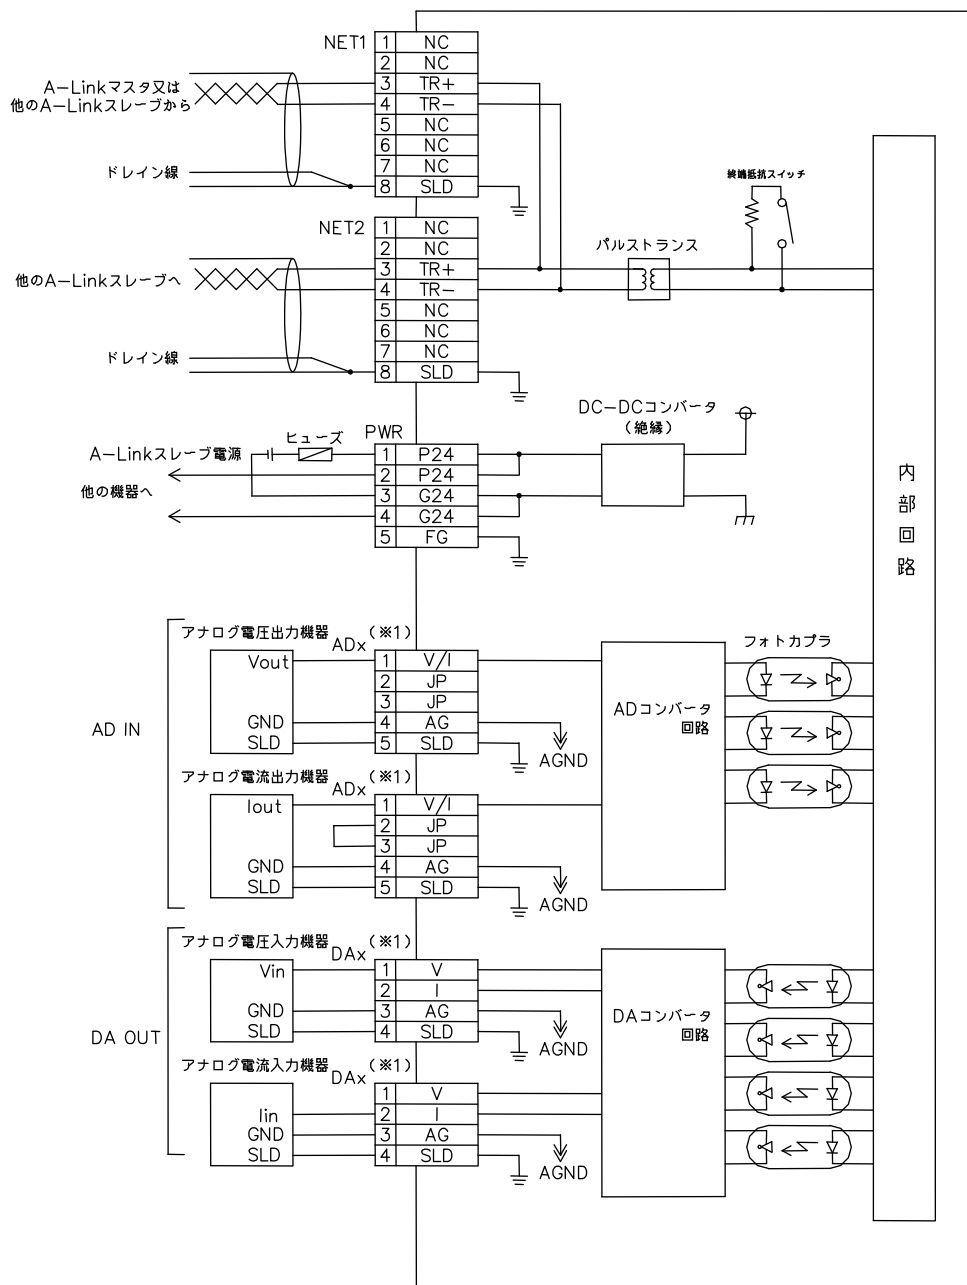 NET1
1 NC
2 NC
3 TR+
4 TR-
5 NC
6 NC
7 NC
8 SLD
A-Linkマスタ又は
他のA-Linkスレーブから
ドレイン線
NET2
1 NC
2 NC
3 TR+
4 TR-
5 NC
6 NC
7 NC
8 SLD
他のA-Linkスレーブへ
ドレイン線
パルストランス
終端抵抗スイッチ
PWR
1 P24
2 P24
3 G24
4 G24
5 FG
ヒューズ
A-Linkスレーブ電源
他の機器へ
DC-DCコンバータ
(絶縁)
内部回路
AD IN
アナログ電圧出力機器
ADx (※1)
Vout
GND
SLD
1 V/I
2 JP
3 JP
4 AG
5 SLD
AGND
アナログ電流出力機器
ADx (※1)
Iout
GND
SLD
1 V/I
2 JP
3 JP
4 AG
5 SLD
AGND
ADコンバータ
回路
フォトカプラ
DA OUT
アナログ電圧入力機器
DAx (※1)
Vin
GND
SLD
1 V
2 I
3 AG
4 SLD
AGND
アナログ電流入力機器
DAx (※1)
Iin
GND
SLD
1 V
2 I
3 AG
4 SLD
AGND
DAコンバータ
回路